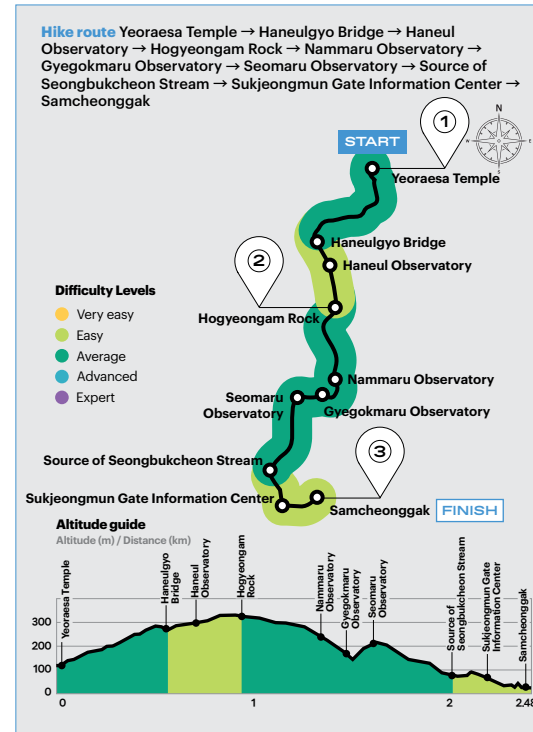 Hike route Yeoraesa Temple → Haneulgyo Bridge → Haneul
Observatory → Hogyeongam Rock → Nammaru Observatory →
Gyegokmaru Observatory → Seomaru Observatory → Source of
Seongbukcheon Stream → Sukjeongmun Gate Information Center →
Samcheonggak
1
N
W
E
S
START
Yeoraesa Temple
Haneulgyo Bridge
2
Haneul Observatory
Difficulty Levels
Very easy
Easy
Average
Advanced
Expert
Hogyeongam Rock
Nammaru Observatory
Seomaru
Observatory
Gyegokmaru Observatory
3
Source of Seongbukcheon Stream
Sukjeongmun Gate Information Center
Samcheonggak
FINISH
Altitude guide
Altitude (m) / Distance (km)
Yeoraesa Temple
Haneulgyo
Bridge
Haneul
Observatory
Hogyeongam
Rock
Nammaru
Observatory
Gyegokmaru
Observatory
Seomaru
Observatory
Source of
Seongbukcheon Stream
Sukjeongmun Gate
Information Center
Samcheonggak
300
200
100
0
0
1
2
2.48